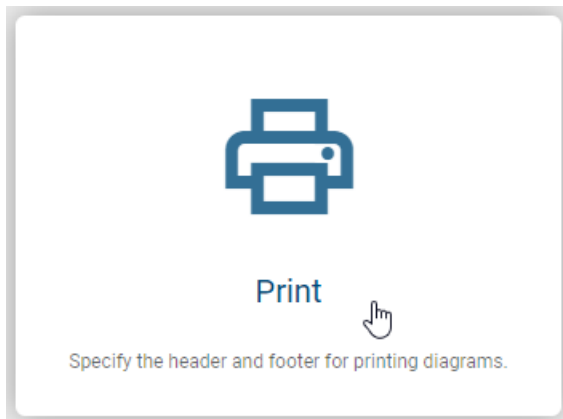 Print
Specify the header and footer for printing diagrams.